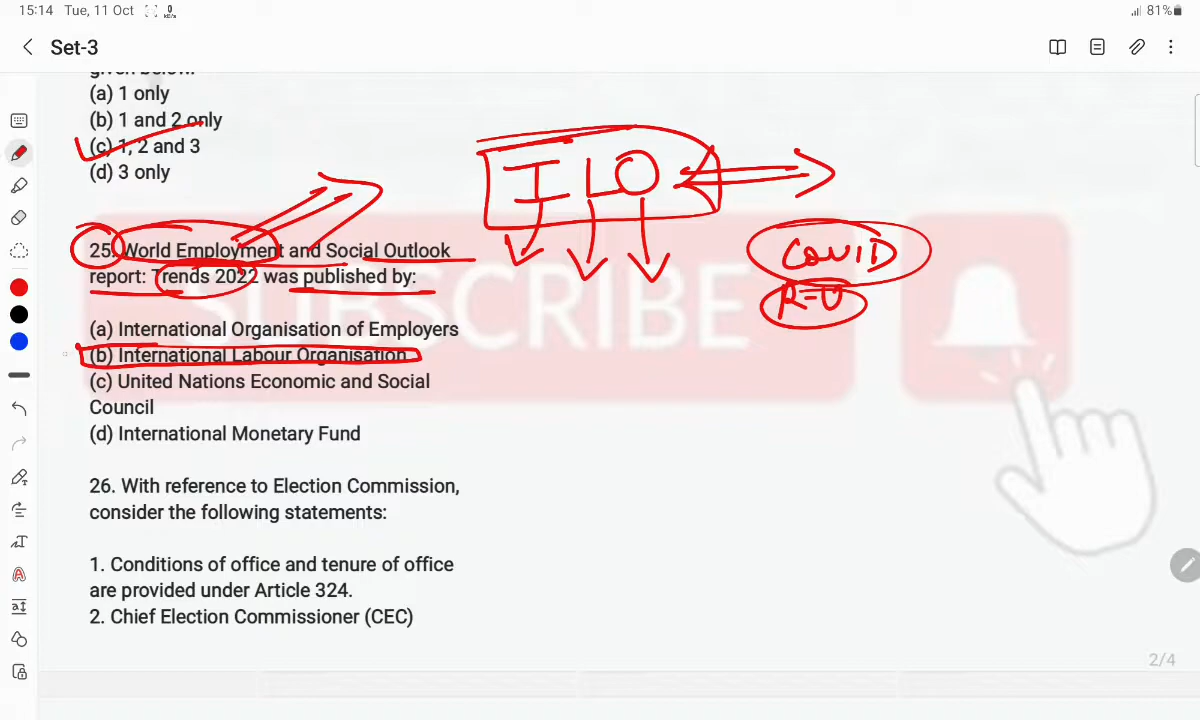 15:14 Tue, 11 Oct
81%
Set-3
given below:
(a) 1 only
(b) 1 and 2 only
(c) 1, 2 and 3
(d) 3 only
ILO
25. World Employment and Social Outlook
report: Trends 2022 was published by:
COVID
R=U
SUBSCRIBE
(a) International Organisation of Employers
(b) International Labour Organisation
(c) United Nations Economic and Social
Council
(d) International Monetary Fund
26. With reference to Election Commission,
consider the following statements:
1. Conditions of office and tenure of office
are provided under Article 324.
2. Chief Election Commissioner (CEC)
2/4